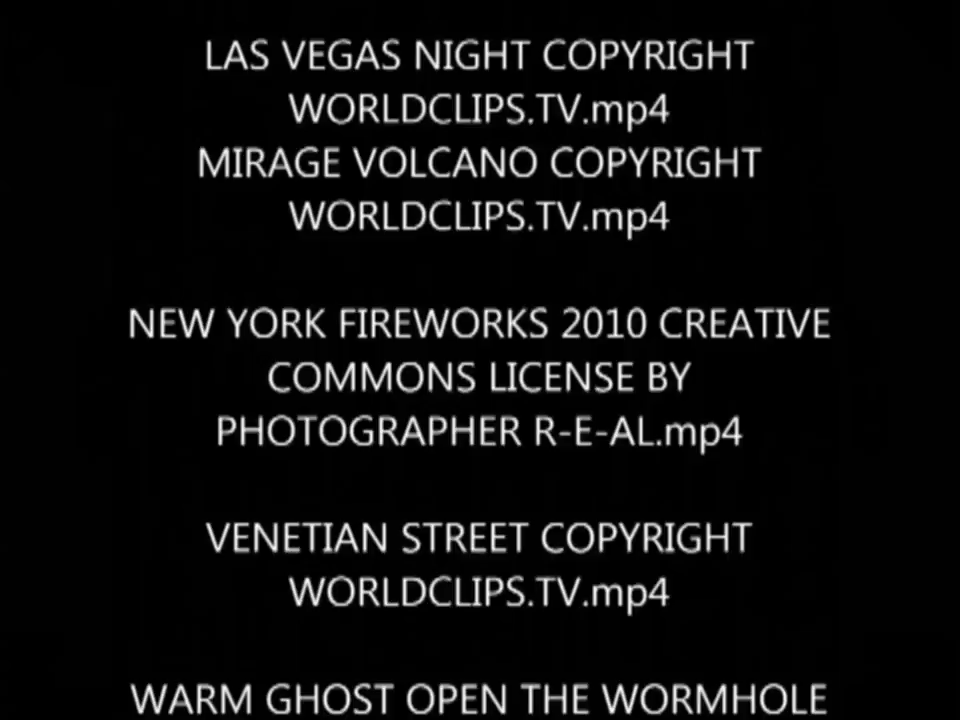 LAS VEGAS NIGHT COPYRIGHT
WORLDCLIPS.TV.mp4
MIRAGE VOLCANO COPYRIGHT
WORLDCLIPS.TV.mp4
NEW YORK FIREWORKS 2010 CREATIVE
COMMONS LICENSE BY
PHOTOGRAPHER R-E-AL.mp4
VENETIAN STREET COPYRIGHT
WORLDCLIPS.TV.mp4
WARM GHOST OPEN THE WORMHOLE